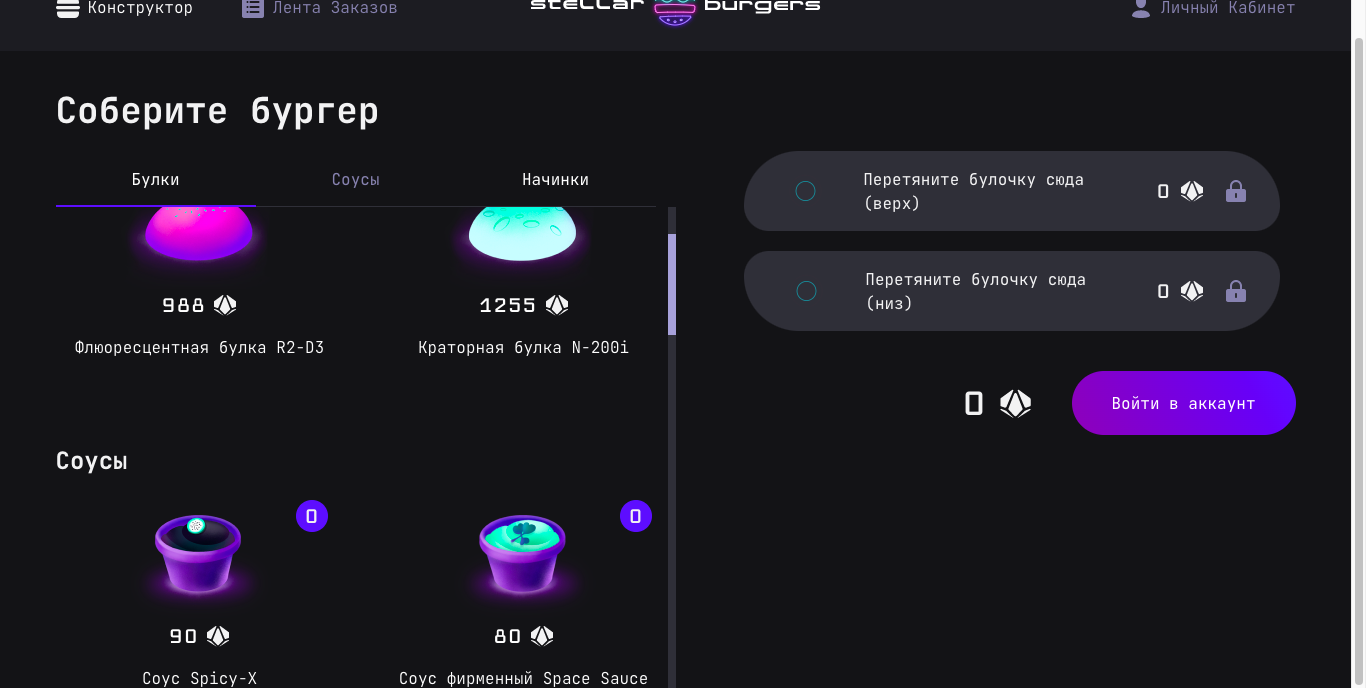 Конструктор
Лента Заказов
stellar burgers
Личный Кабинет
Соберите бургер
Булки
Соусы
Начинки
988
1255
Флюоресцентная булка R2-D3
Краторная булка N-200i
Соусы
0
0
90
80
Соус Spicy-X
Соус фирменный Space Sauce
Перетяните булочку сюда
(верх)
0
Перетяните булочку сюда
(низ)
0
0
Войти в аккаунт